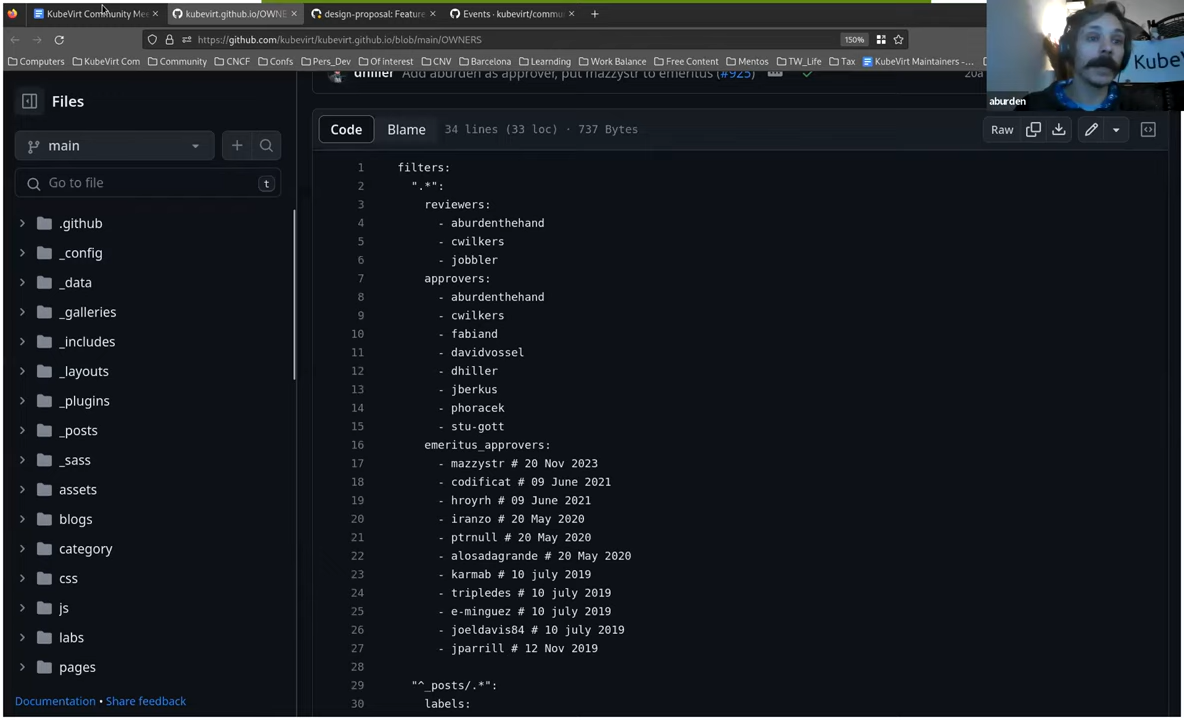 KubeVirt Community Mee
kubevirt.github.io/OWNE
design-proposal: Feature
Events · kubevirt/commu
https://github.com/kubevirt/kubevirt.github.io/blob/main/OWNERS
150%
Computers
KubeVirt Com
Community
CNCF
Confs
Pers_Dev
Of interest
CNV
Barcelona
Learnding
Work Balance
Free Content
Mentos
TW_Life
Tax
KubeVirt Maintainers -...
KubeV
aburden
Files
main
Go to file
t
.github
_config
_data
_galleries
_includes
_layouts
_plugins
_posts
_sass
assets
blogs
category
css
js
labs
pages
Documentation • Share feedback
dhiller Add aburden as approver, put mazzystr to emeritus (#925)
Code
Blame
34 lines (33 loc) · 737 Bytes
Raw
1 filters:
2 ".*":
3 reviewers:
4 - aburdenthehand
5 - cwilkers
6 - jobbler
7 approvers:
8 - aburdenthehand
9 - cwilkers
10 - fabiand
11 - davidvossel
12 - dhiller
13 - jberkus
14 - phoracek
15 - stu-gott
16 emeritus_approvers:
17 - mazzystr # 20 Nov 2023
18 - codificat # 09 June 2021
19 - hroyrh # 09 June 2021
20 - iranzo # 20 May 2020
21 - ptrnull # 20 May 2020
22 - alosadagrande # 20 May 2020
23 - karmab # 10 july 2019
24 - tripledes # 10 july 2019
25 - e-minguez # 10 july 2019
26 - joeldavis84 # 10 july 2019
27 - jparrill # 12 Nov 2019
28
29 "^_posts/.*":
30 labels: